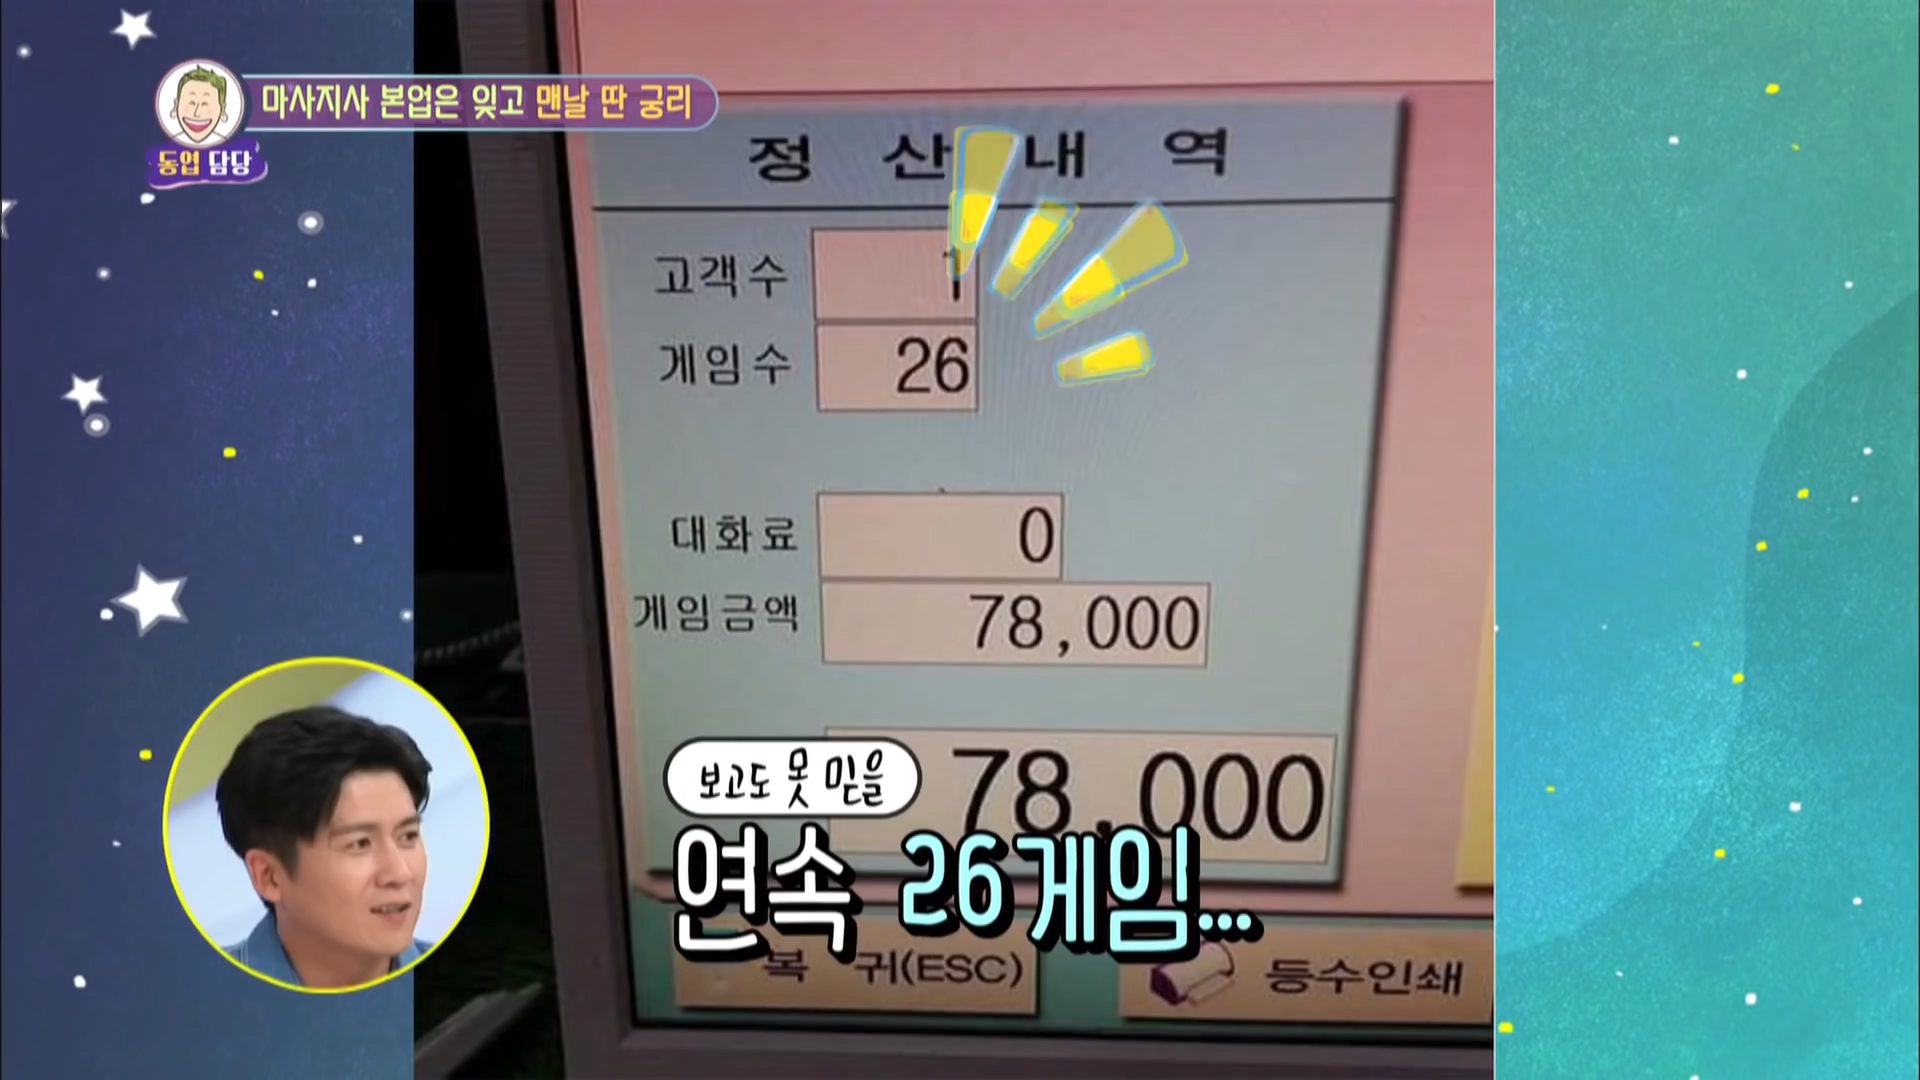 마사지사 본업은 잊고 맨날 딴 궁리
동엽 담당
정 산 내 역
고객수 1
게임수 26
대화료 0
게임금액 78,000
78,000
보고도 못 믿을
연속 26게임...
복 귀(ESC)
등수인쇄